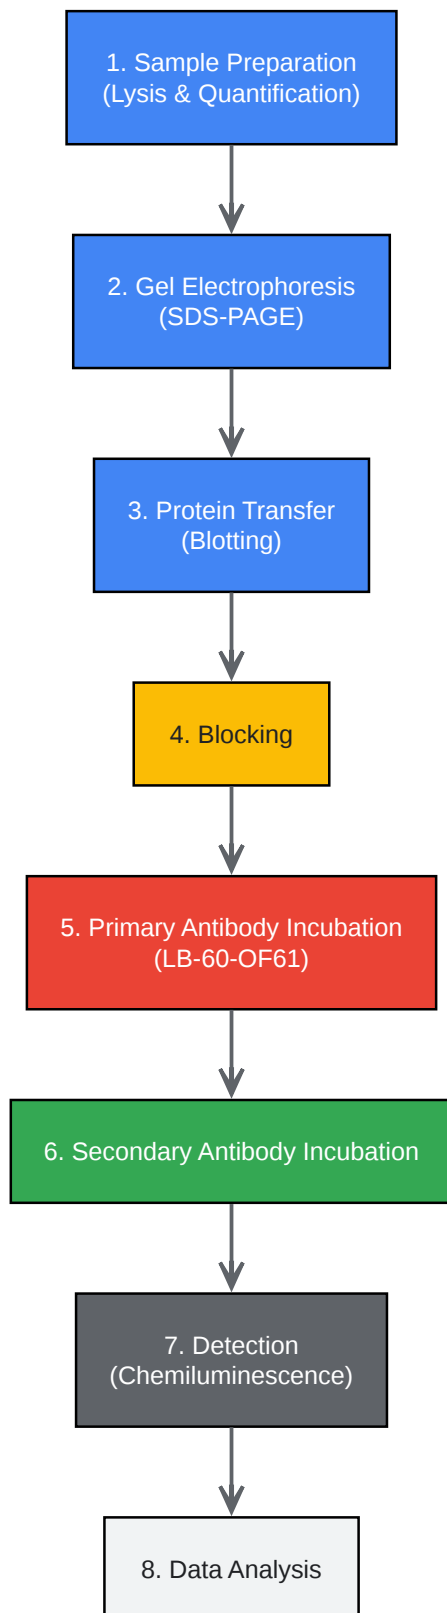 1. Sample Preparation
(Lysis & Quantification)
2. Gel Electrophoresis
(SDS-PAGE)
3. Protein Transfer
(Blotting)
4. Blocking
5. Primary Antibody Incubation
(LB-60-OF61)
6. Secondary Antibody Incubation
7. Detection
(Chemiluminescence)
8. Data Analysis